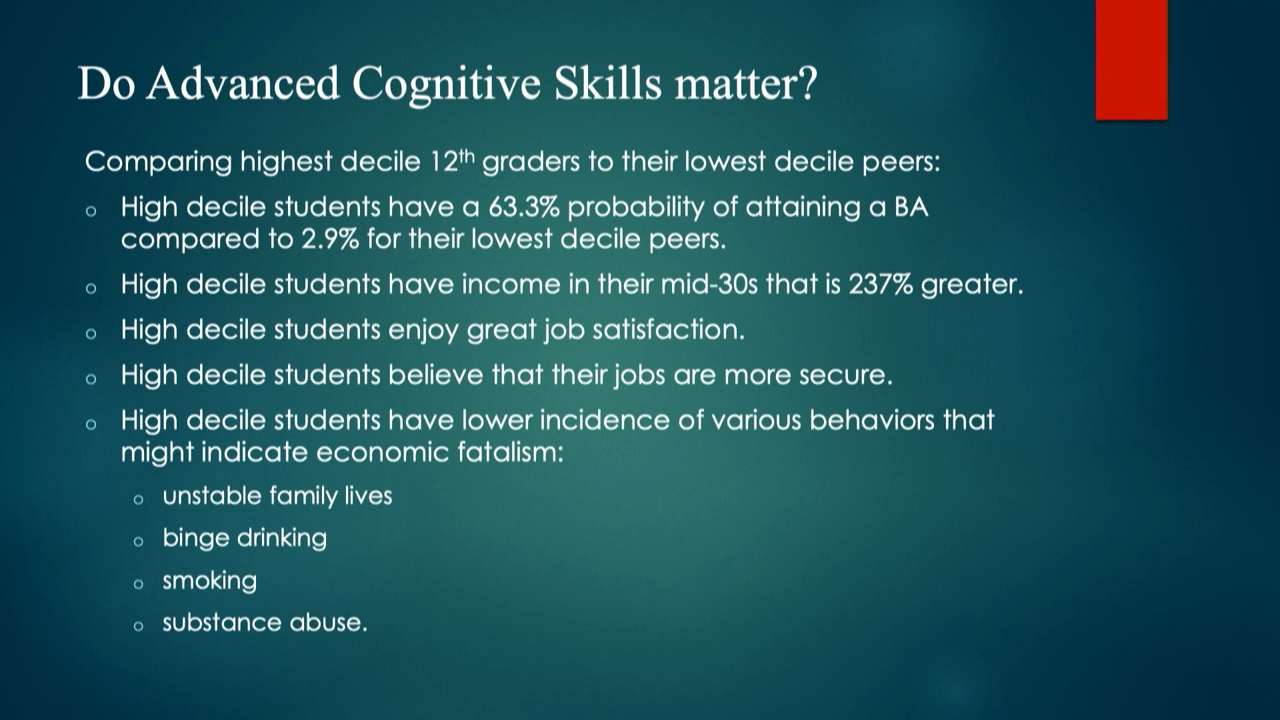 Do Advanced Cognitive Skills matter?
Comparing highest decile 12th graders to their lowest decile peers:
o High decile students have a 63.3% probability of attaining a BA
compared to 2.9% for their lowest decile peers.
o High decile students have income in their mid-30s that is 237% greater.
o High decile students enjoy great job satisfaction.
o High decile students believe that their jobs are more secure.
o High decile students have lower incidence of various behaviors that
might indicate economic fatalism:
o unstable family lives
o binge drinking
o smoking
o substance abuse.